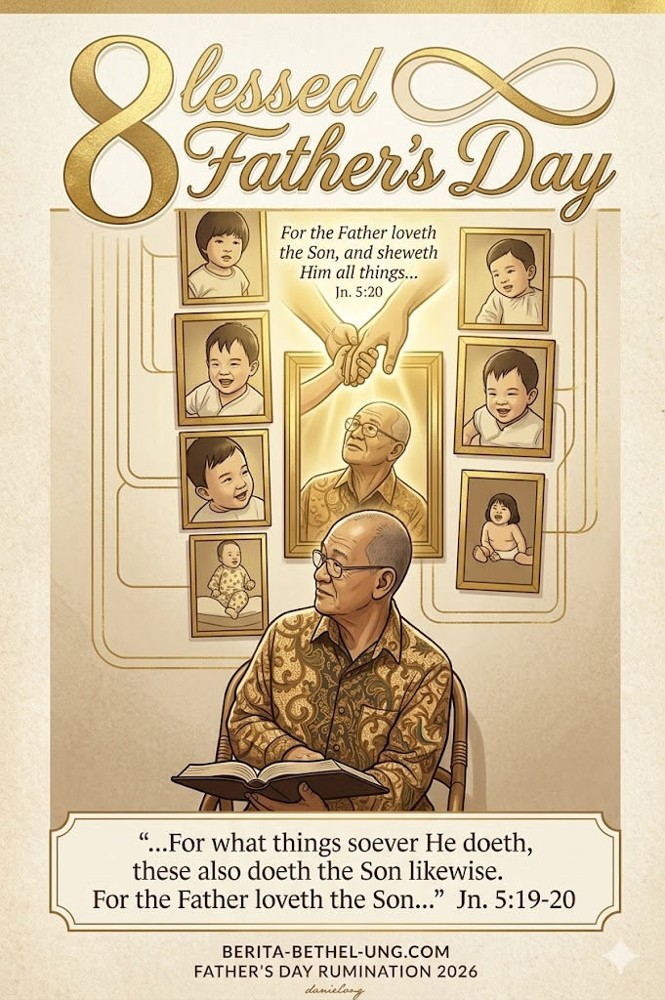 8lessed
Father's Day
For the Father loveth
the Son, and sheweth
Him all things...
Jn. 5:20
“...For what things soever He doeth,
these also doeth the Son likewise.
For the Father loveth the Son...” Jn. 5:19-20
BERITA-BETHEL-UNG.COM
FATHER'S DAY RUMINATION 2026